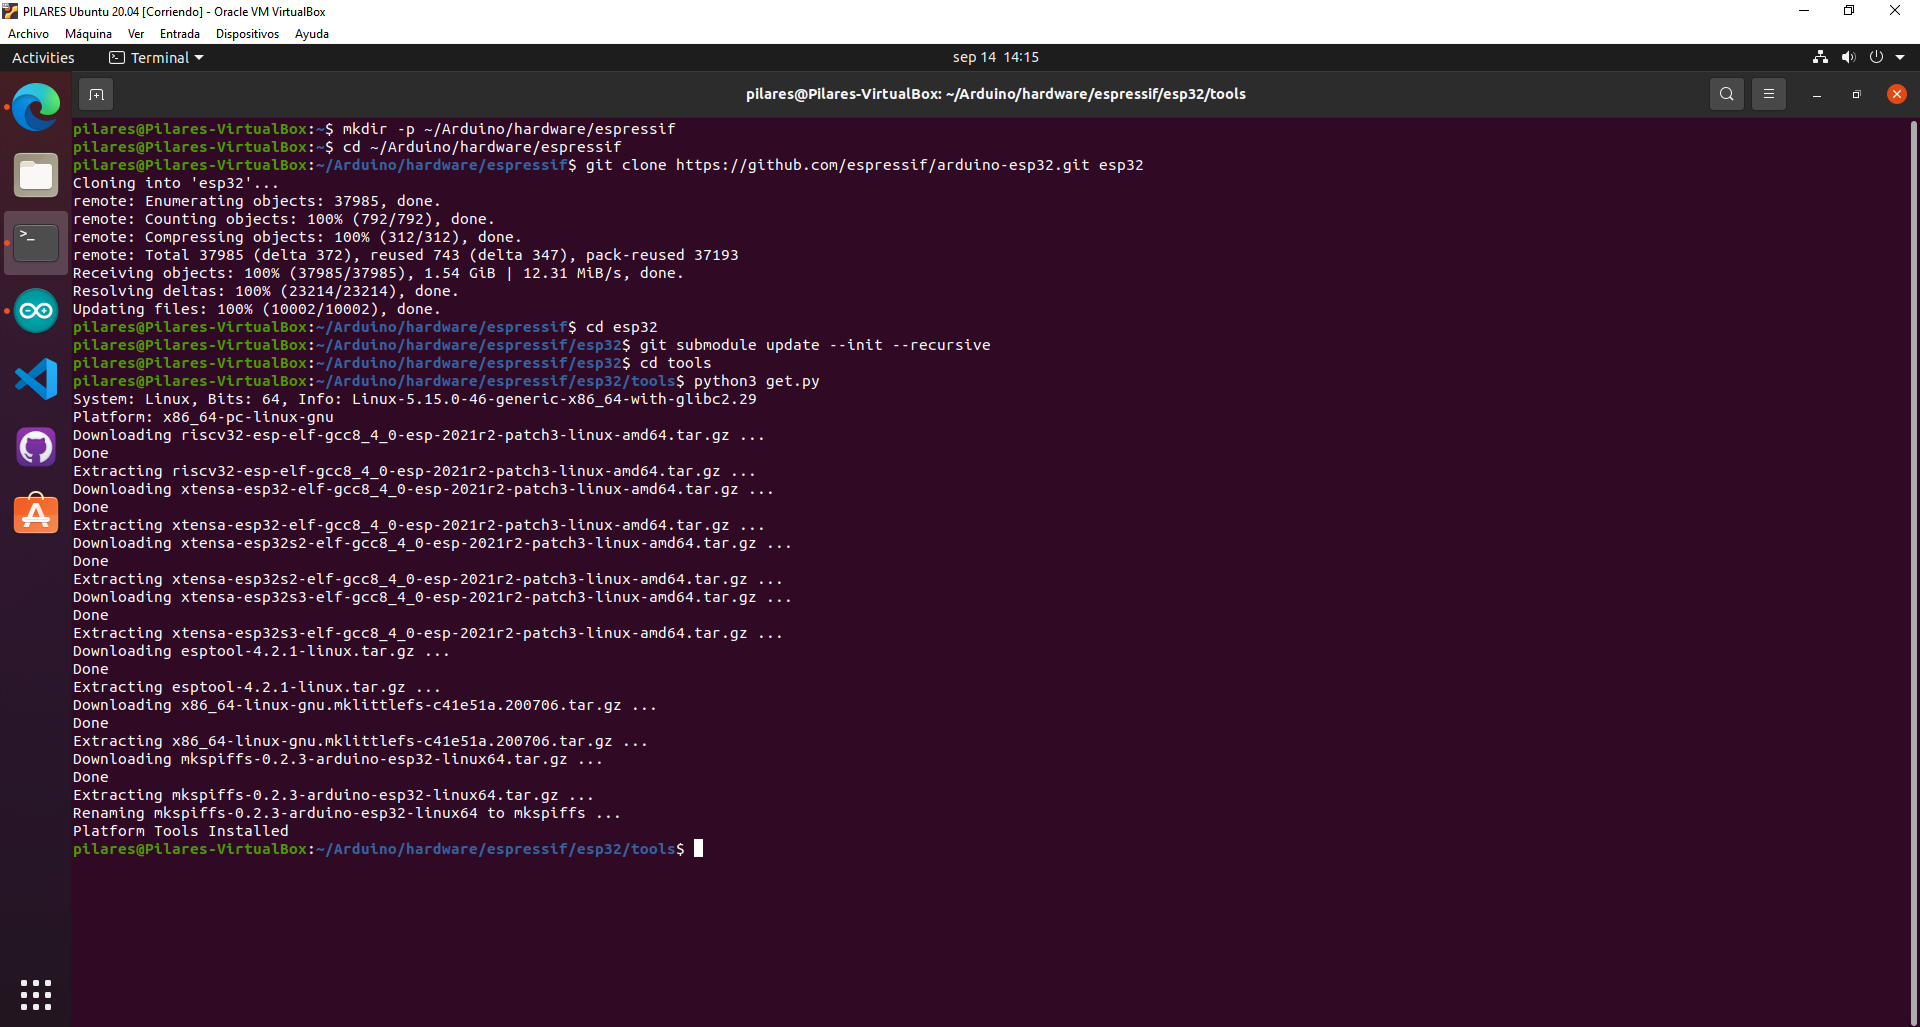 PILARES Ubuntu 20.04 [Corriendo] - Oracle VM VirtualBox
Archivo Máquina Ver Entrada Dispositivos Ayuda
Activities Terminal sep 14 14:15
pilares@Pilares-VirtualBox: ~/Arduino/hardware/espressif/esp32/tools
pilares@Pilares-VirtualBox:~$ mkdir -p ~/Arduino/hardware/espressif
pilares@Pilares-VirtualBox:~$ cd ~/Arduino/hardware/espressif
pilares@Pilares-VirtualBox:~/Arduino/hardware/espressif$ git clone https://github.com/espressif/arduino-esp32.git esp32
Cloning into 'esp32'...
remote: Enumerating objects: 37985, done.
remote: Counting objects: 100% (792/792), done.
remote: Compressing objects: 100% (312/312), done.
remote: Total 37985 (delta 372), reused 743 (delta 347), pack-reused 37193
Receiving objects: 100% (37985/37985), 1.54 GiB | 12.31 MiB/s, done.
Resolving deltas: 100% (23214/23214), done.
Updating files: 100% (10002/10002), done.
pilares@Pilares-VirtualBox:~/Arduino/hardware/espressif$ cd esp32
pilares@Pilares-VirtualBox:~/Arduino/hardware/espressif/esp32$ git submodule update --init --recursive
pilares@Pilares-VirtualBox:~/Arduino/hardware/espressif/esp32$ cd tools
pilares@Pilares-VirtualBox:~/Arduino/hardware/espressif/esp32/tools$ python3 get.py
System: Linux, Bits: 64, Info: Linux-5.15.0-46-generic-x86_64-with-glibc2.29
Platform: x86_64-pc-linux-gnu
Downloading riscv32-esp-elf-gcc8_4_0-esp-2021r2-patch3-linux-amd64.tar.gz ...
Done
Extracting riscv32-esp-elf-gcc8_4_0-esp-2021r2-patch3-linux-amd64.tar.gz ...
Downloading xtensa-esp32-elf-gcc8_4_0-esp-2021r2-patch3-linux-amd64.tar.gz ...
Done
Extracting xtensa-esp32-elf-gcc8_4_0-esp-2021r2-patch3-linux-amd64.tar.gz ...
Downloading xtensa-esp32s2-elf-gcc8_4_0-esp-2021r2-patch3-linux-amd64.tar.gz ...
Done
Extracting xtensa-esp32s2-elf-gcc8_4_0-esp-2021r2-patch3-linux-amd64.tar.gz ...
Downloading xtensa-esp32s3-elf-gcc8_4_0-esp-2021r2-patch3-linux-amd64.tar.gz ...
Done
Extracting xtensa-esp32s3-elf-gcc8_4_0-esp-2021r2-patch3-linux-amd64.tar.gz ...
Downloading esptool-4.2.1-linux.tar.gz ...
Done
Extracting esptool-4.2.1-linux.tar.gz ...
Downloading x86_64-linux-gnu.mklittlefs-c41e51a.200706.tar.gz ...
Done
Extracting x86_64-linux-gnu.mklittlefs-c41e51a.200706.tar.gz ...
Downloading mkspiffs-0.2.3-arduino-esp32-linux64.tar.gz ...
Done
Extracting mkspiffs-0.2.3-arduino-esp32-linux64.tar.gz ...
Renaming mkspiffs-0.2.3-arduino-esp32-linux64 to mkspiffs ...
Platform Tools Installed
pilares@Pilares-VirtualBox:~/Arduino/hardware/espressif/esp32/tools$